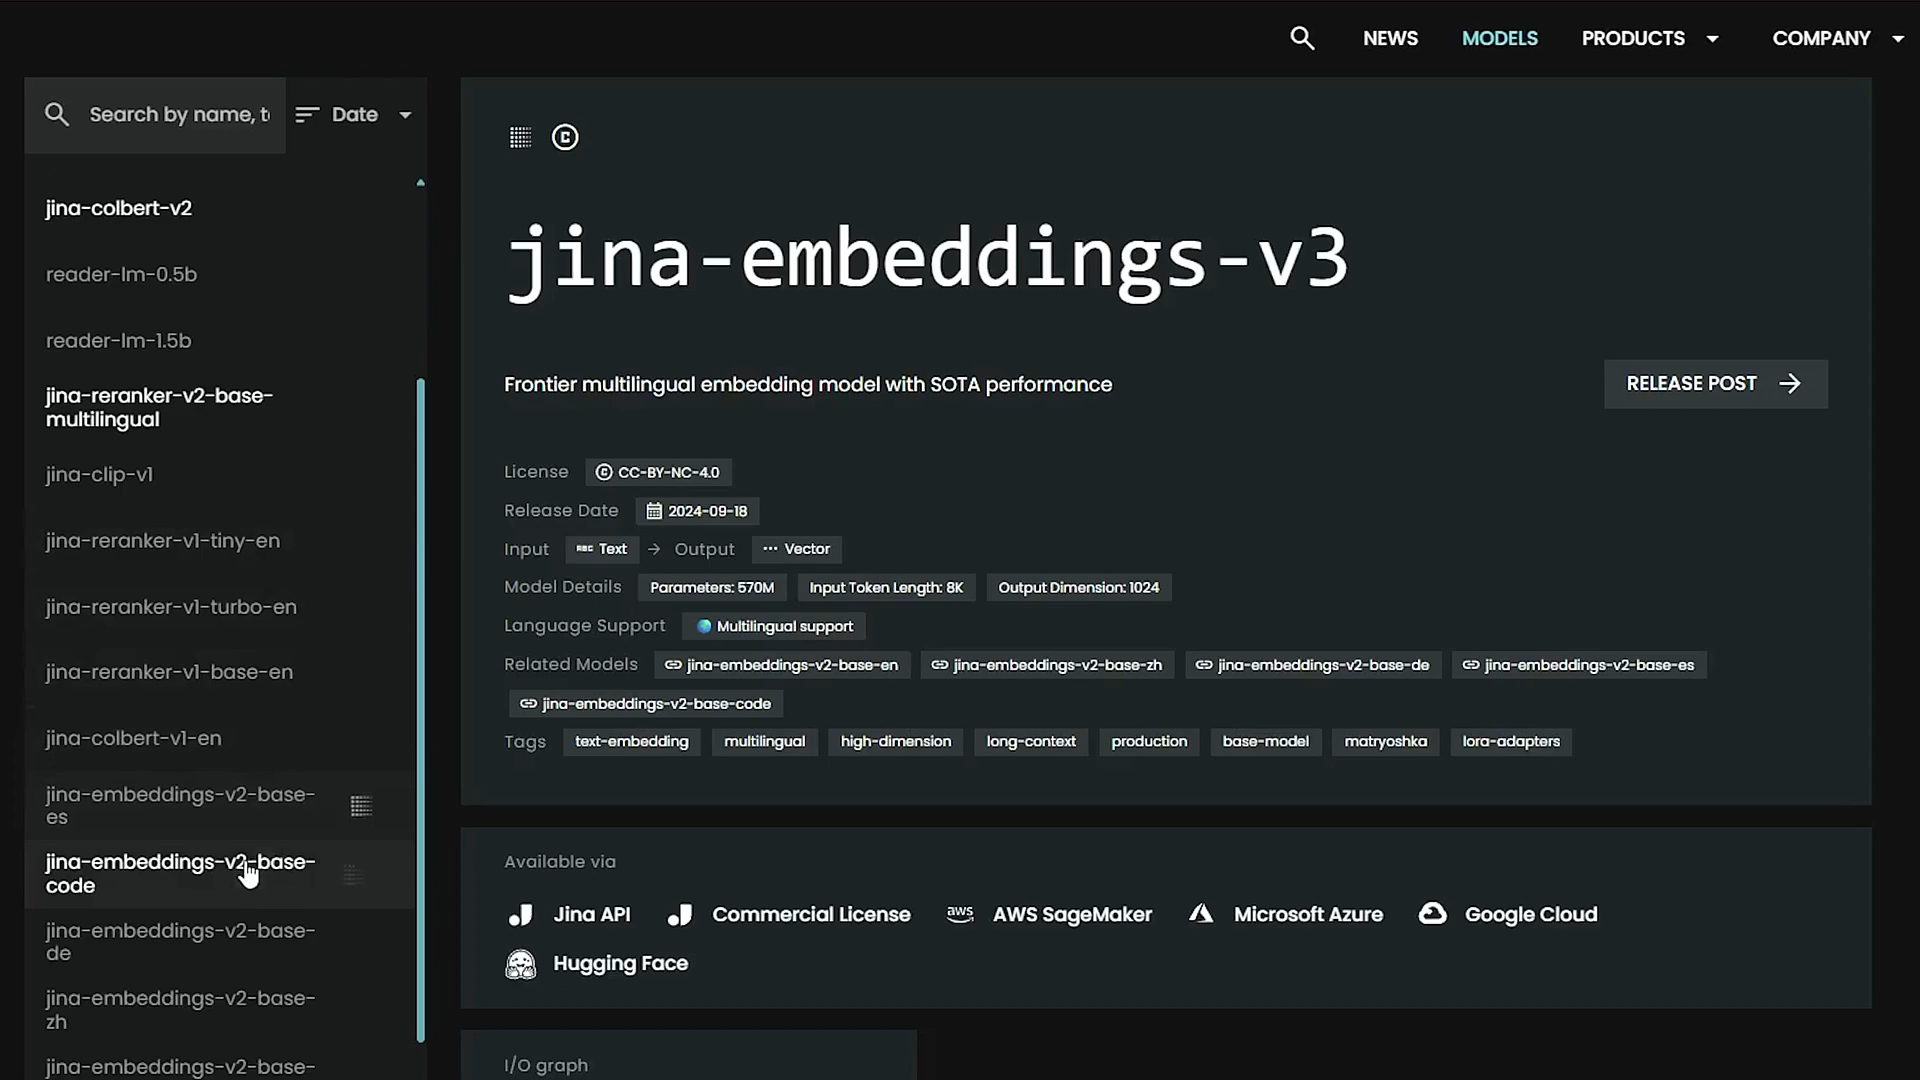 NEWS
MODELS
PRODUCTS
COMPANY
Search by name, t
Date
jina-colbert-v2
reader-lm-0.5b
reader-lm-1.5b
jina-reranker-v2-base-
multilingual
jina-clip-v1
jina-reranker-v1-tiny-en
jina-reranker-v1-turbo-en
jina-reranker-v1-base-en
jina-colbert-v1-en
jina-embeddings-v2-base-
es
jina-embeddings-v2-base-
code
jina-embeddings-v2-base-
de
jina-embeddings-v2-base-
zh
jina-embeddings-v2-base-
jina-embeddings-v3
Frontier multilingual embedding model with SOTA performance
RELEASE POST
License CC-BY-NC-4.0
Release Date 2024-09-18
Input ABC Text Output Vector
Model Details Parameters: 570M Input Token Length: 8K Output Dimension: 1024
Language Support Multilingual support
Related Models jina-embeddings-v2-base-en jina-embeddings-v2-base-zh jina-embeddings-v2-base-de jina-embeddings-v2-base-es
jina-embeddings-v2-base-code
Tags text-embedding multilingual high-dimension long-context production base-model matryoshka lora-adapters
Available via
Jina API Commercial License aws AWS SageMaker Microsoft Azure Google Cloud
Hugging Face
I/O graph